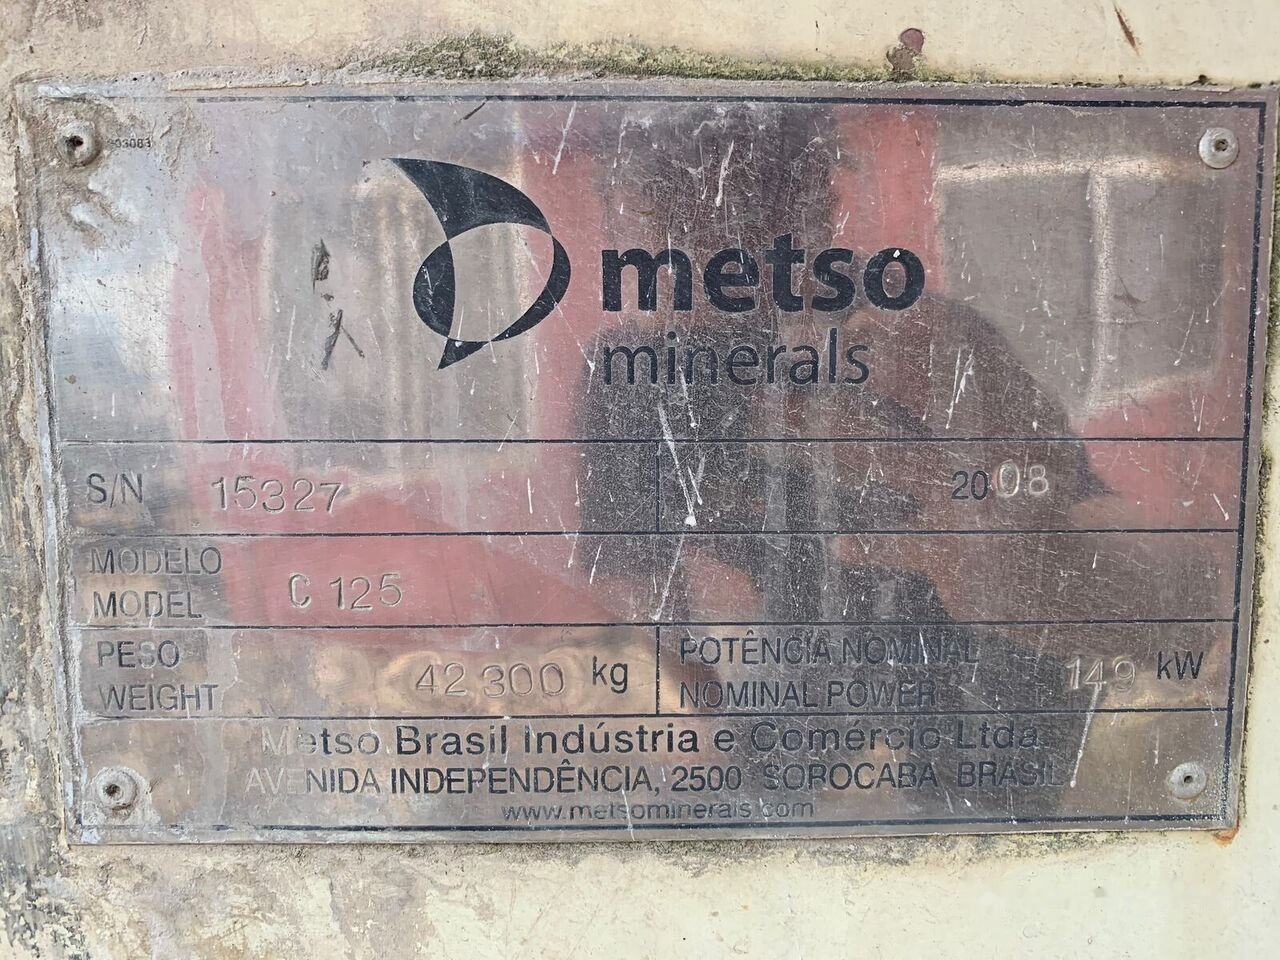 metso
minerals
S/N 15327 2008
MODELO
MODEL C 125
PESO
WEIGHT 42 300 kg
POTÊNCIA NOMINAL
NOMINAL POWER 149 kW
Metso Brasil Indústria e Comércio Ltda.
AVENIDA INDEPENDÊNCIA, 2500 SOROCABA BRASIL
www.metsominerals.com